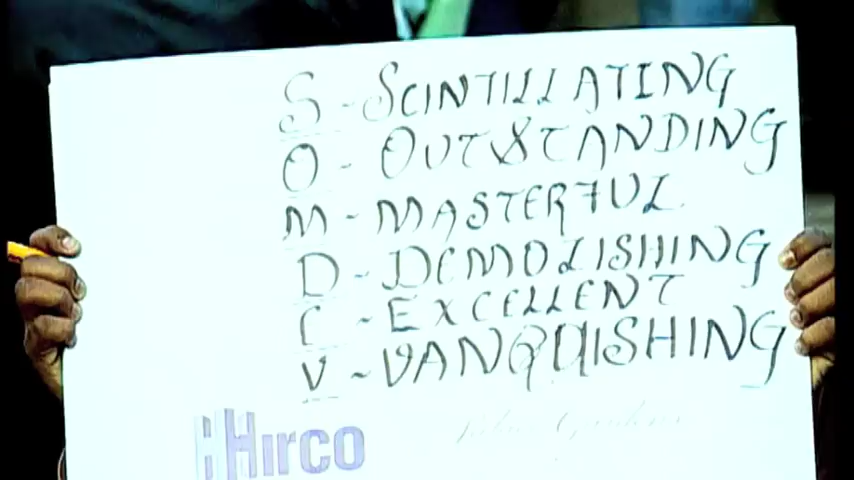 S - SCINTILLATING
O - OUTSTANDING
M - MASTERFUL
D - DEMOLISHING
E - EXCELLENT
V - VANQUISHING
Hirco